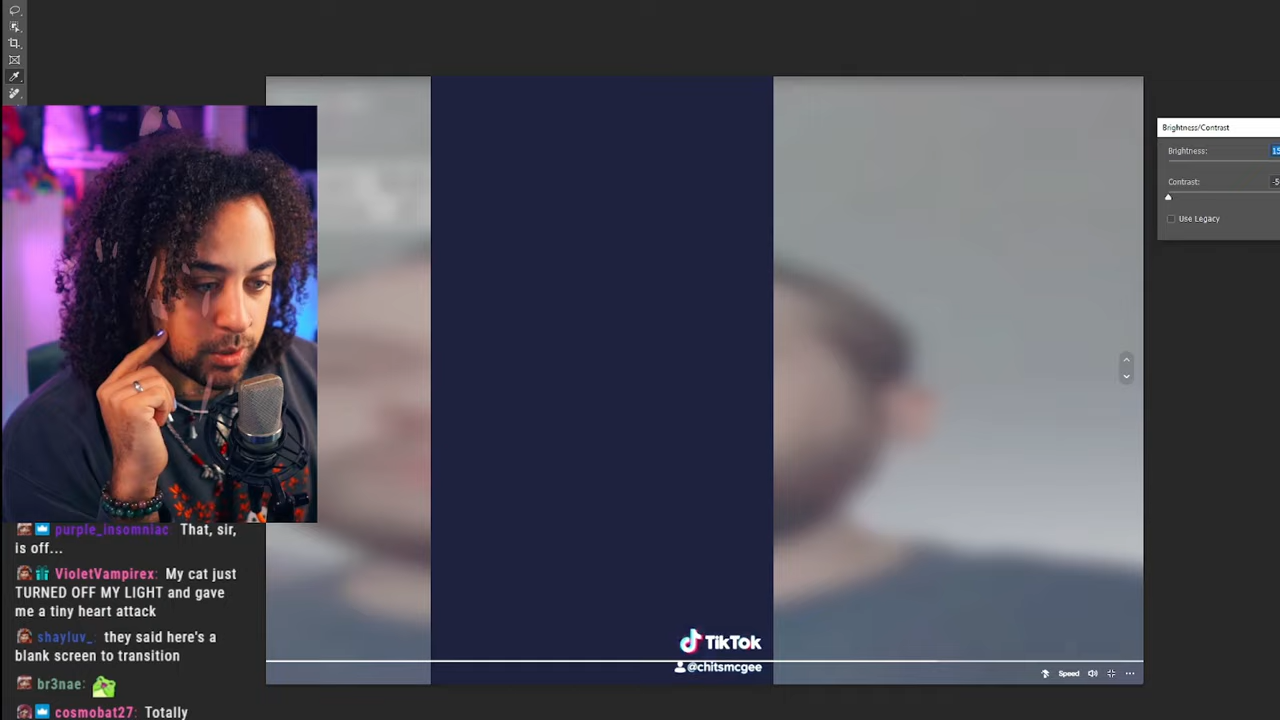 Brightness/Contrast
Brightness:
15
Contrast:
-5
Use Legacy
purple_insomniac: That, sir,
is off...
VioletVampirex: My cat just
TURNED OFF MY LIGHT and gave
me a tiny heart attack
shayluv_: they said here's a
blank screen to transition
br3nae:
cosmobat27: Totally
TikTok
@chitsmcgee
Speed